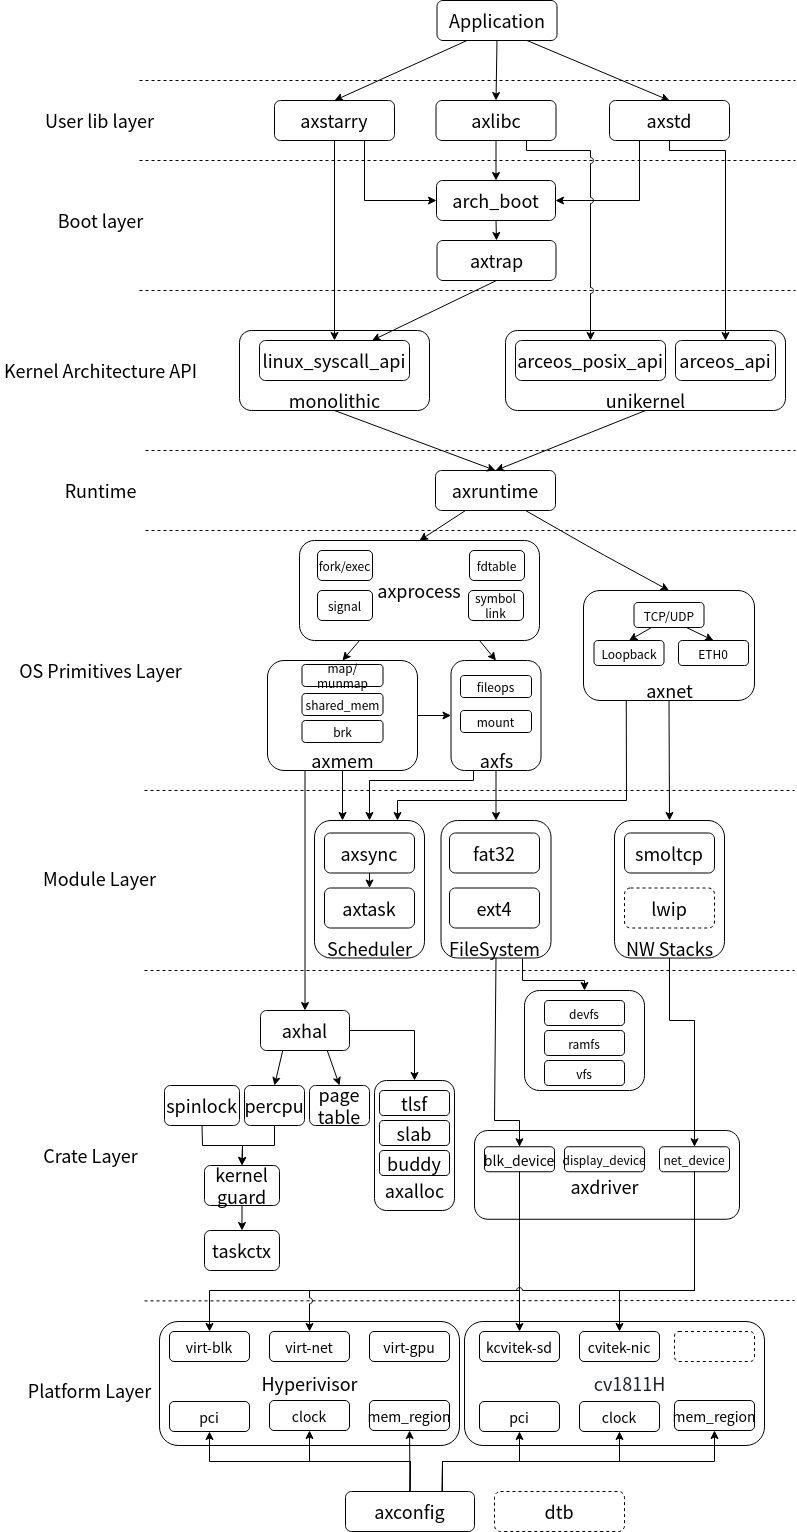 Application
User lib layer
axstarry
axlibc
axstd
Boot layer
arch_boot
axtrap
Kernel Architecture API
linux_syscall_api
monolithic
arceos_posix_api
arceos_api
unikernel
Runtime
axruntime
OS Primitives Layer
fork/exec
fdtable
axprocess
signal
symbol
link
TCP/UDP
Loopback
ETH0
axnet
map/
munmap
shared_mem
brk
axmem
fileops
mount
axfs
Module Layer
axsync
axtask
Scheduler
fat32
ext4
FileSystem
smoltcp
lwip
NW Stacks
Crate Layer
axhal
spinlock
percpu
page
table
kernel
guard
taskctx
tlsf
slab
buddy
axalloc
devfs
ramfs
vfs
blk_device
display_device
net_device
axdriver
Platform Layer
virt-blk
virt-net
virt-gpu
Hyperivisor
pci
clock
mem_region
kcvitek-sd
cvitek-nic
cv1811H
pci
clock
mem_region
axconfig
dtb